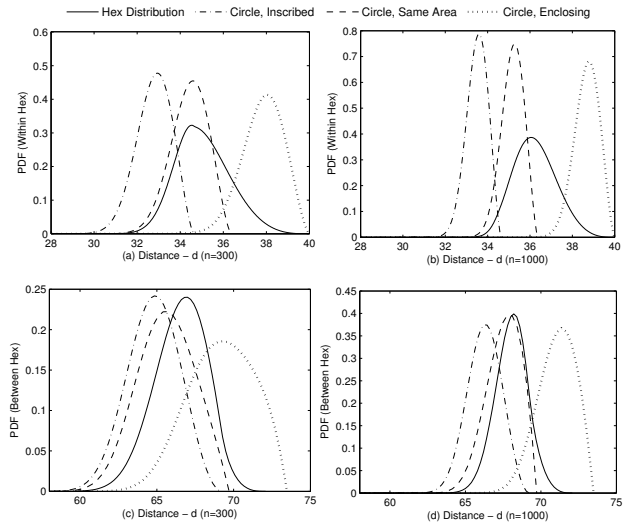 Hex Distribution Circle, Inscribed Circle, Same Area Circle, Enclosing
0.6
0.5
0.4
0.3
0.2
0.1
0
PDF (Within Hex)
28 30 32 34 36 38 40
(a) Distance − d (n=300)
0.8
0.7
0.6
0.5
0.4
0.3
0.2
0.1
0
PDF (Within Hex)
28 30 32 34 36 38 40
(b) Distance − d (n=1000)
0.25
0.2
0.15
0.1
0.05
0
PDF (Between Hex)
60 65 70 75
(c) Distance − d (n=300)
0.45
0.4
0.35
0.3
0.25
0.2
0.15
0.1
0.05
0
PDF (Between Hex)
60 65 70 75
(d) Distance − d (n=1000)